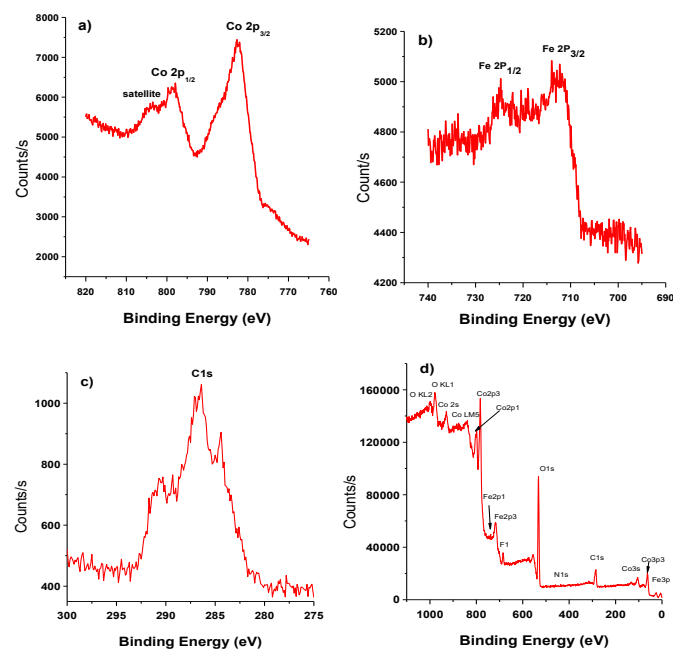 a)
Co 2p3/2
Co 2p1/2
satellite
8000
7000
6000
5000
4000
3000
2000
Counts/s
820 810 800 790 780 770 760
Binding Energy (eV)
b)
Fe 2P3/2
Fe 2P1/2
5200
5000
4800
4600
4400
4200
Count/s
740 730 720 710 700 690
Binding Energy (eV)
c)
C1s
1000
800
600
400
Counts/s
300 295 290 285 280 275
Binding Energy (eV)
d)
O KL1
O KL2
Co 2s
Co LM5
Co2p3
Co2p1
O1s
Fe2p1
Fe2p3
F1
N1s
C1s
Co3s
Co3p3
Fe3p
160000
120000
80000
40000
0
Counts/s
1000 800 600 400 200 0
Binding Energy (eV)